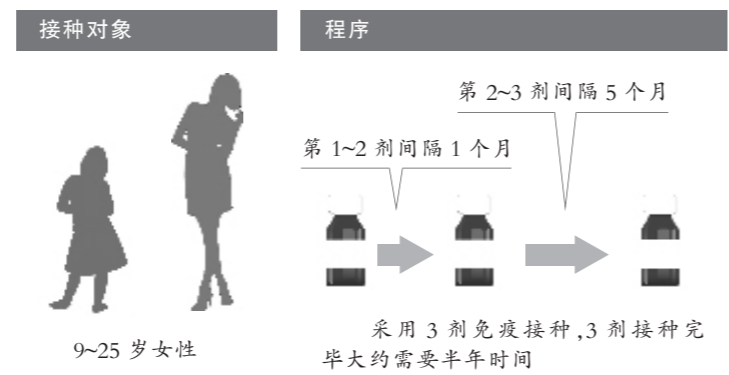 接种对象
程序
第 2~3 剂间隔 5 个月
第 1~2 剂间隔 1 个月
采用 3 剂免疫接种,3 剂接种完
毕大约需要半年时间
9~25 岁女性